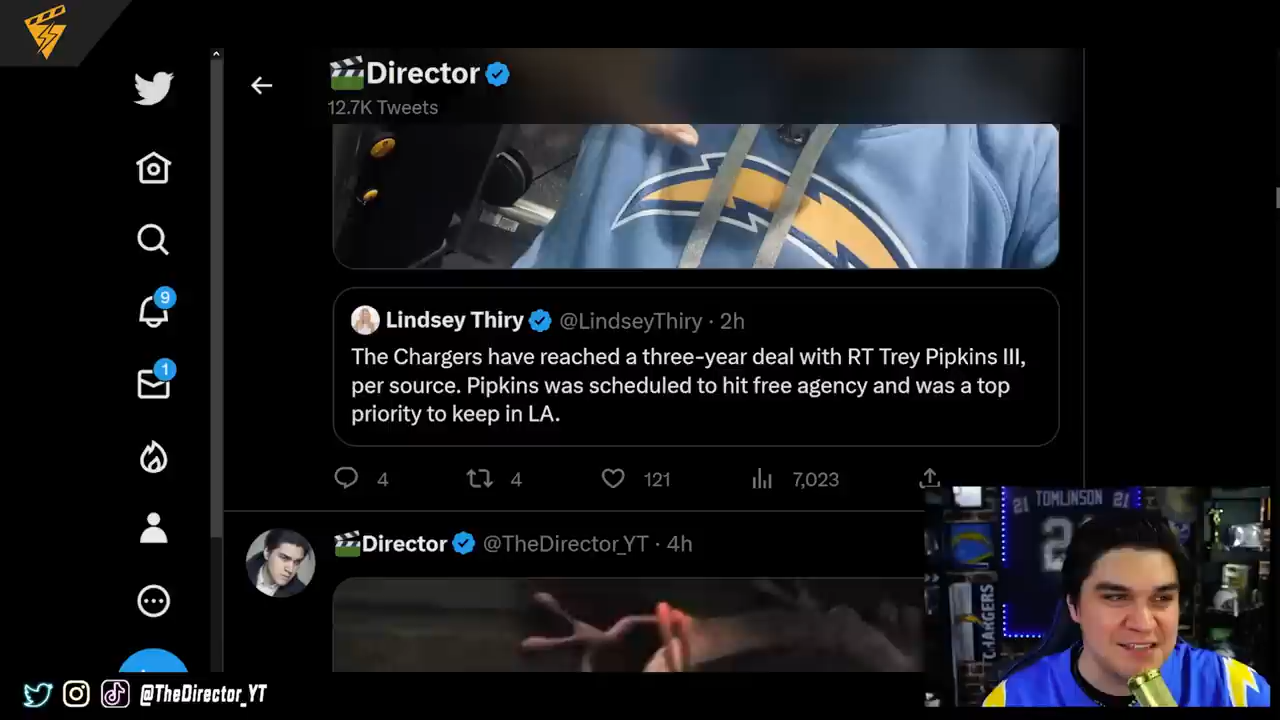 Director
12.7K Tweets
9
1
Lindsey Thiry @LindseyThiry · 2h
The Chargers have reached a three-year deal with RT Trey Pipkins III,
per source. Pipkins was scheduled to hit free agency and was a top
priority to keep in LA.
4
4
121
7,023
Director @TheDirector_YT · 4h
21 TOMLINSON 21
CHARGERS
@TheDirector_YT